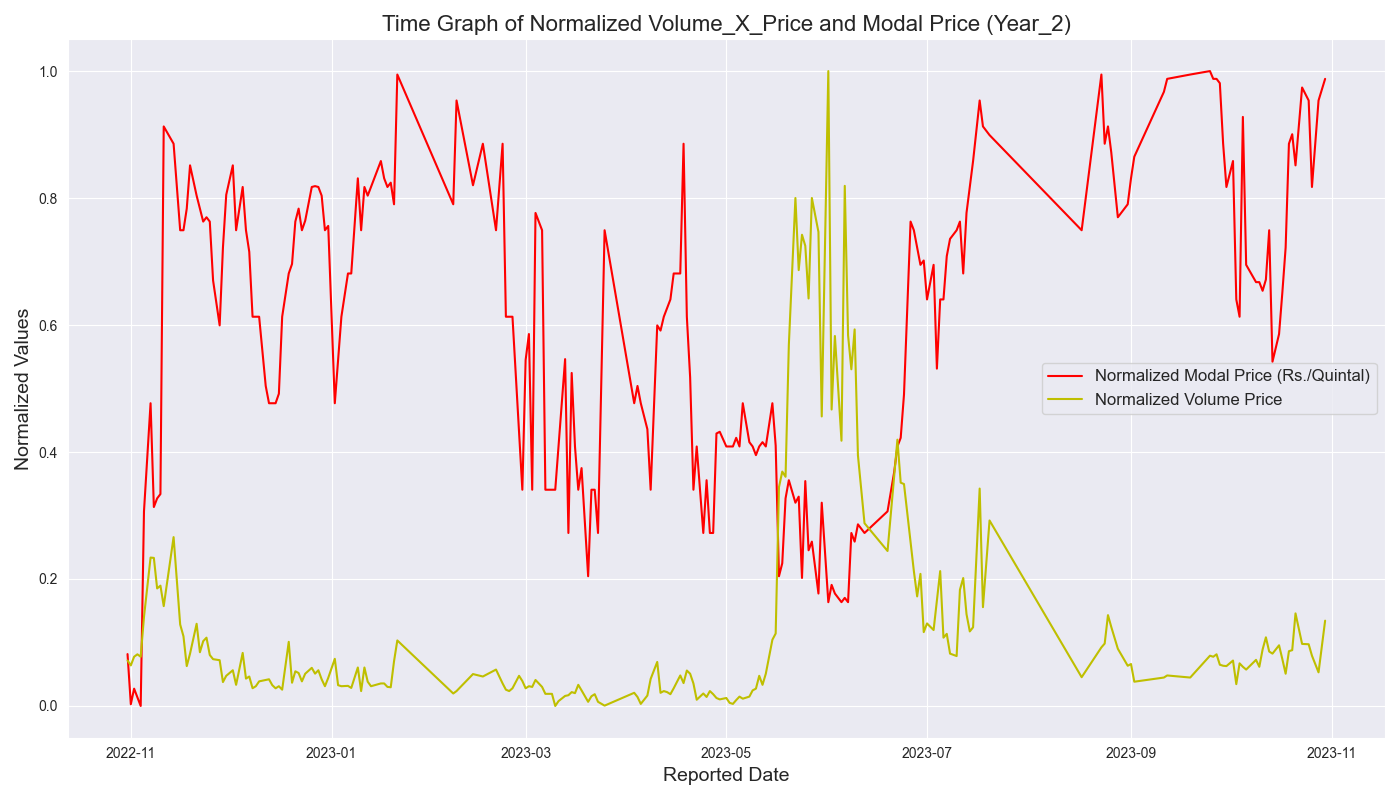 Time Graph of Normalized Volume_X_Price and Modal Price (Year_2)
1.0
0.8
0.6
0.4
0.2
0.0
Normalized Values
Normalized Modal Price (Rs./Quintal)
Normalized Volume Price
2022-11 2023-01 2023-03 2023-05 2023-07 2023-09 2023-11
Reported Date